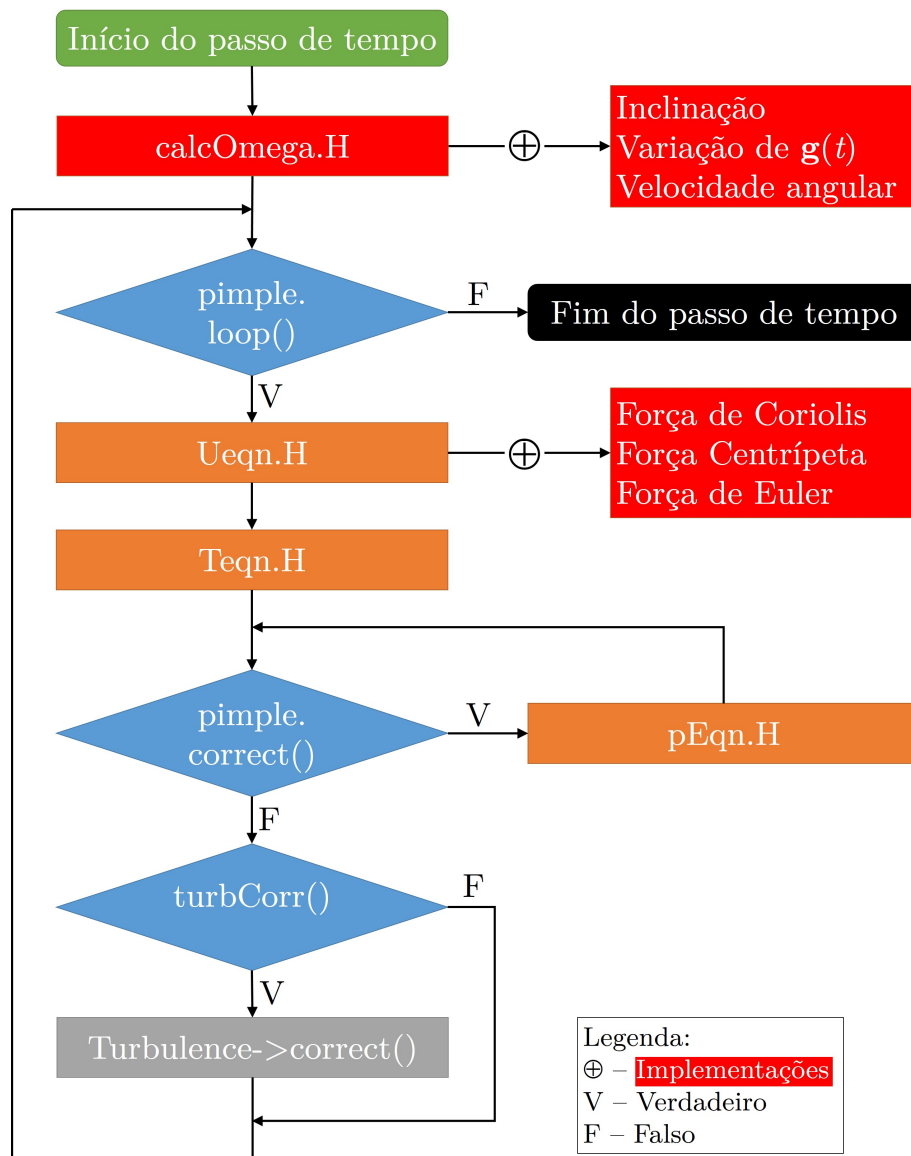 Início do passo de tempo
calcOmega.H
⊕
Inclinação
Variação de g(t)
Velocidade angular
pimple.
loop()
F
Fim do passo de tempo
V
Ueqn.H
⊕
Força de Coriolis
Força Centrípeta
Força de Euler
Teqn.H
pimple.
correct()
V
pEqn.H
F
turbCorr()
F
V
Turbulence->correct()
Legenda:
⊕ – Implementações
V – Verdadeiro
F – Falso